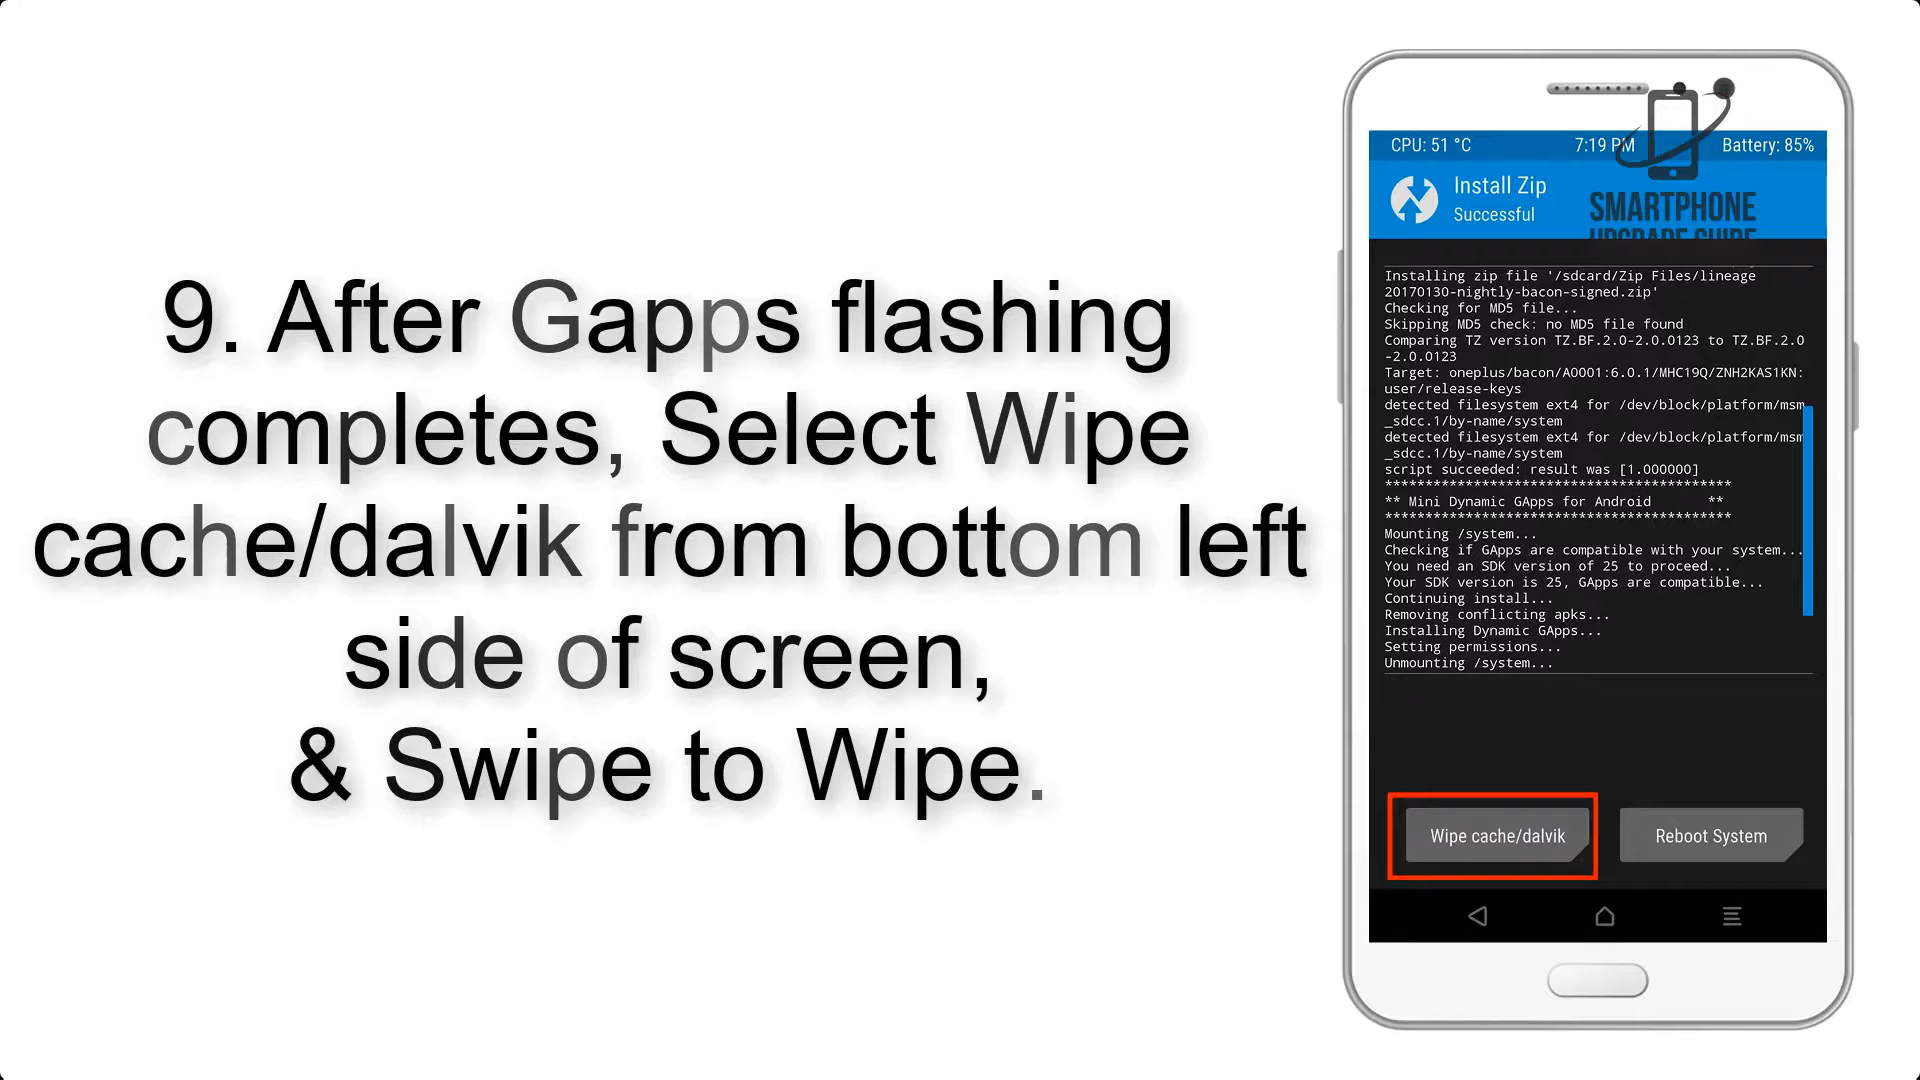 9. After Gapps flashing
completes, Select Wipe
cache/dalvik from bottom left
side of screen,
& Swipe to Wipe.
CPU: 51 °C 7:19 PM Battery: 85%
Install Zip
Successful
SMARTPHONE
UPGRADE GUIDE
Installing zip file '/sdcard/Zip Files/lineage
20170130-nightly-bacon-signed.zip'
Checking for MD5 file...
Skipping MD5 check: no MD5 file found
Comparing TZ version TZ.BF.2.0-2.0.0123 to TZ.BF.2.0
-2.0.0123
Target: oneplus/bacon/A0001:6.0.1/MHC19Q/ZNH2KAS1KN:
user/release-keys
detected filesystem ext4 for /dev/block/platform/msm
_sdcc.1/by-name/system
detected filesystem ext4 for /dev/block/platform/msm
_sdcc.1/by-name/system
script succeeded: result was [1.000000]
*******************************************
** Mini Dynamic GApps for Android       **
*******************************************
Mounting /system...
Checking if GApps are compatible with your system...
You need an SDK version of 25 to proceed...
Your SDK version is 25, GApps are compatible...
Continuing install...
Removing conflicting apks...
Installing Dynamic GApps...
Setting permissions...
Unmounting /system...
Wipe cache/dalvik Reboot System